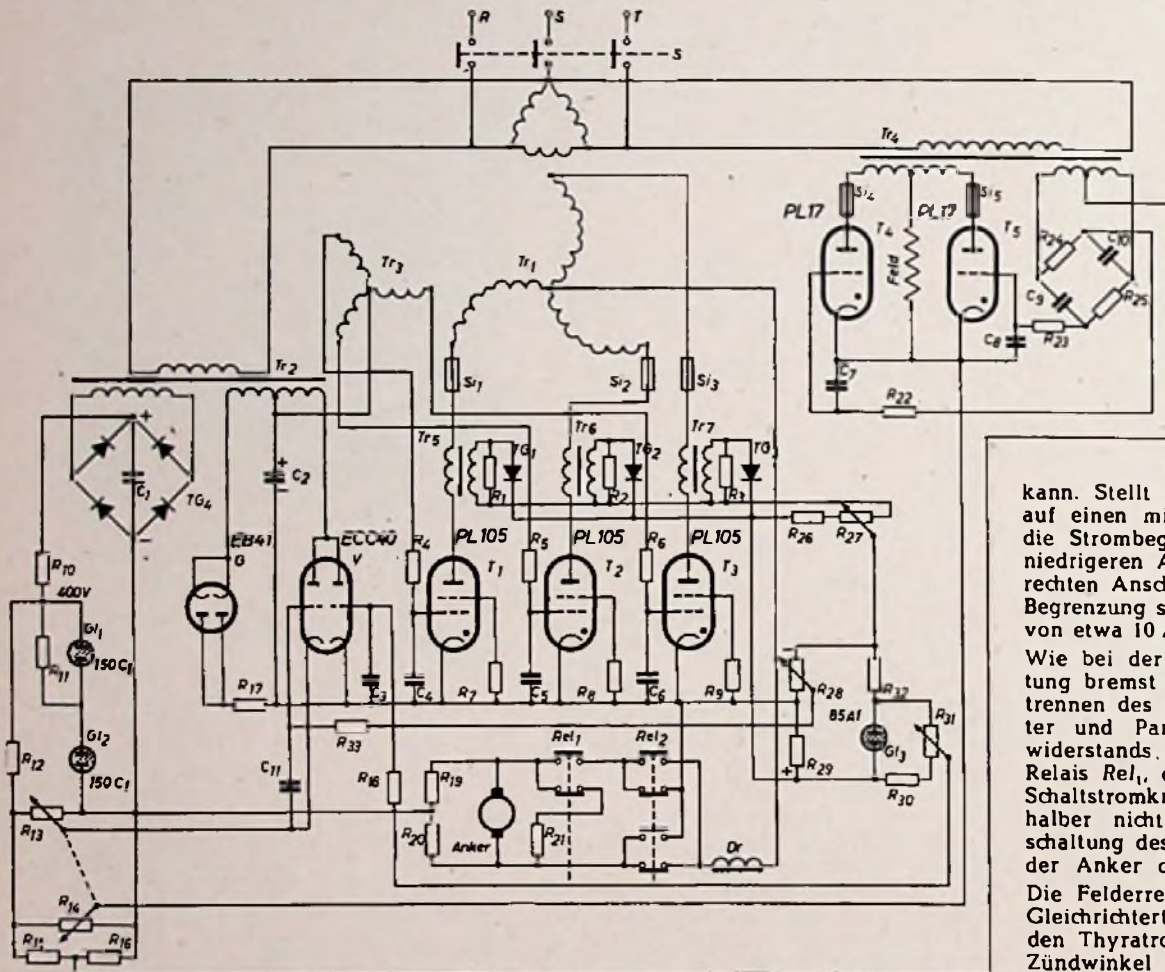 R S T
S
Tr4
Si4 Si5
PL17 PL17
T4 T5
Feld
R24 C10
C9 R25
C8 R23
C7
R22
Tr3 Tr1
Tr2
Si1 Si2 Si3
Tr5 Tr6 Tr7
TG1 TG2 TG
R1 R2 R3
+
C1
-
TG4
+
C2
-
EB41
G
ECC40
V
R4 PL105 R5 PL105 R6 PL105
T1 T2 T3
R26 R27
R10
400V
Gl1
R11 150C1
R17
C3 C4 R7 C5 R8 C6 R9
R28 R32
85A1 R31
Gl3
R12 Gl2
150C1
R33
C11
R18 R19
Rel1 Rel2
R29
+
R30
R13
R20 Anker R21
Dr
R14
R16
kann. Stellt
auf einen mi
die Strombeg
niedrigeren A
rechten Ansch
Begrenzung s
von etwa 10
Wie bei der
tung bremst
trennen des
ter und Par
widerstands.
Relais Rel1,
Schaltstromkr
halber nicht
schaltung des
der Anker
Die Felderre
Gleichrichtert
den Thyratro
Zündwinkel